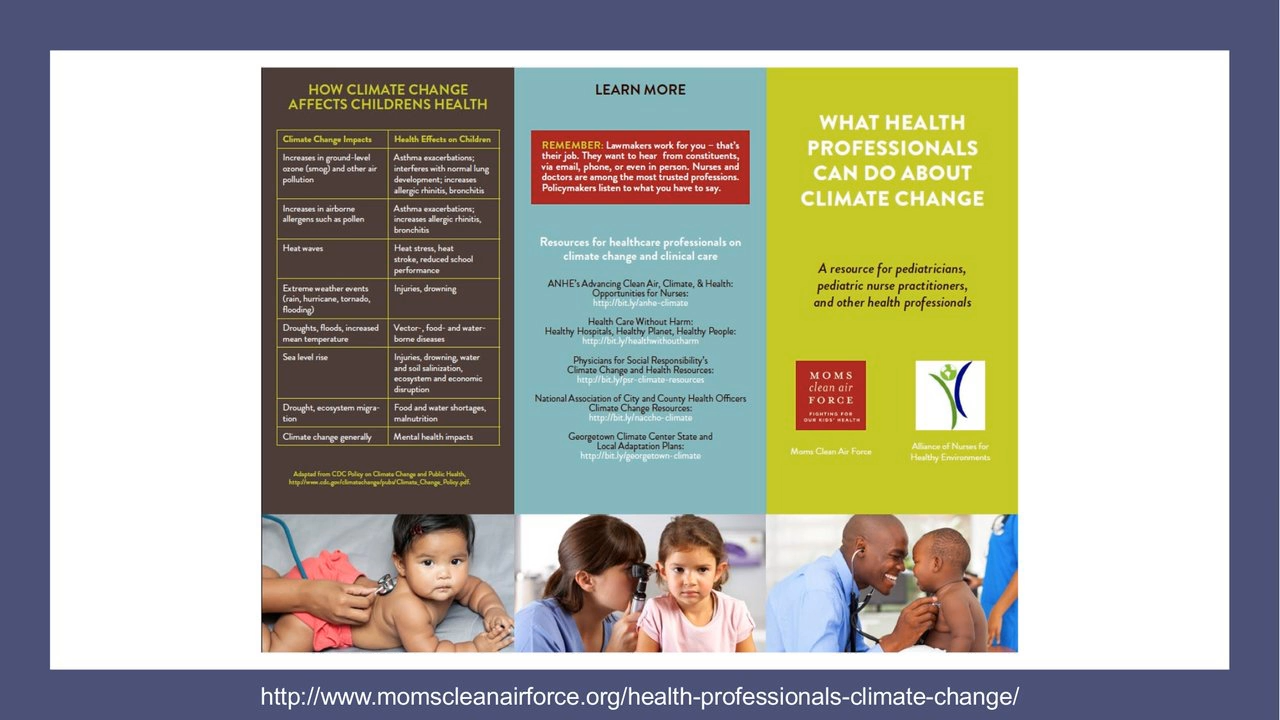 HOW CLIMATE CHANGE
AFFECTS CHILDRENS HEALTH
Climate Change Impacts
Health Effects on Children
Increases in ground-level
ozone (smog) and other air
pollution
Asthma exacerbations;
interferes with normal lung
development; increases
allergic rhinitis, bronchitis
Increases in airborne
allergens such as pollen
Asthma exacerbations;
increases allergic rhinitis,
bronchitis
Heat waves
Heat stress, heat
stroke, reduced school
performance
Extreme weather events
(rain, hurricane, tornado,
flooding)
Injuries, drowning
Droughts, floods, increased
mean temperature
Vector-, food- and water-
borne diseases
Sea level rise
Injuries, drowning, water
and soil salinization,
ecosystem and economic
disruption
Drought, ecosystem migra-
tion
Food and water shortages,
malnutrition
Climate change generally
Mental health impacts
Adapted from CDC Policy on Climate Change and Public Health,
http://www.cdc.gov/climatechange/pubs/Climate_Change_Policy.pdf.
LEARN MORE
REMEMBER: Lawmakers work for you – that's
their job. They want to hear from constituents,
via email, phone, or even in person. Nurses and
doctors are among the most trusted professions.
Policymakers listen to what you have to say.
Resources for healthcare professionals on
climate change and clinical care
ANHE's Advancing Clean Air, Climate, & Health:
Opportunities for Nurses:
http://bit.ly/anhe-climate
Health Care Without Harm:
Healthy Hospitals, Healthy Planet, Healthy People:
http://bit.ly/healthwithoutharm
Physicians for Social Responsibility's
Climate Change and Health Resources:
http://bit.ly/psr-climate-resources
National Association of City and County Health Officers
Climate Change Resources:
http://bit.ly/naccho-climate
Georgetown Climate Center State and
Local Adaptation Plans:
http://bit.ly/georgetown-climate
WHAT HEALTH
PROFESSIONALS
CAN DO ABOUT
CLIMATE CHANGE
A resource for pediatricians,
pediatric nurse practitioners,
and other health professionals
MOMS
clean air
FORCE
FIGHTING FOR
OUR KIDS' HEALTH
Moms Clean Air Force
Alliance of Nurses for
Healthy Environments
http://www.momscleanairforce.org/health-professionals-climate-change/